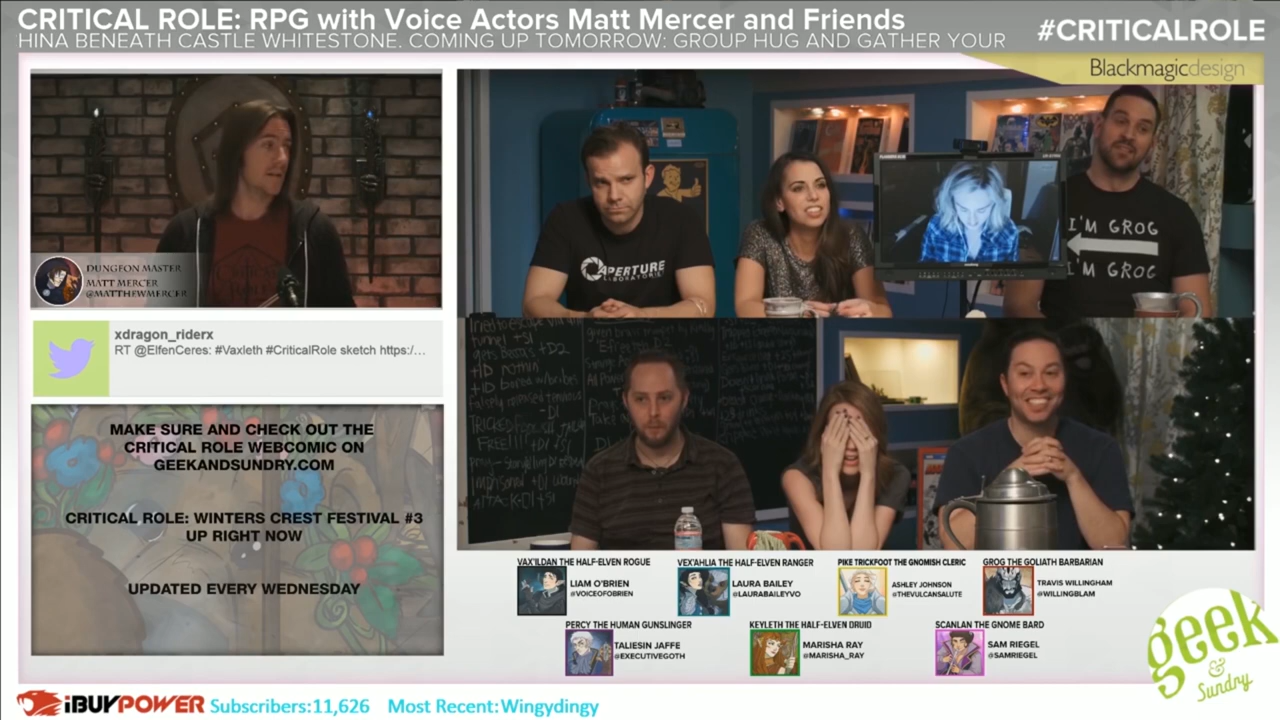 CRITICAL ROLE: RPG with Voice Actors Matt Mercer and Friends
HINA BENEATH CASTLE WHITESTONE. COMING UP TOMORROW: GROUP HUG AND GATHER YOUR
#CRITICALROLE
Blackmagicdesign
DUNGEON MASTER
MATT MERCER
@MATTHEWMERCER
xdragon_riderx
RT @ElfenCeres: #Vaxleth #CriticalRole sketch https:/…
MAKE SURE AND CHECK OUT THE
CRITICAL ROLE WEBCOMIC ON
GEEKANDSUNDRY.COM
CRITICAL ROLE: WINTERS CREST FESTIVAL #3
UP RIGHT NOW
UPDATED EVERY WEDNESDAY
APERTURE
LABORATORIES
I'M GROG
I'M GROG
tunnel +S1
FREE!!!
VAX'ILDAN THE HALF-ELVEN ROGUE
LIAM O'BRIEN
@VOICEOFOBRIEN
VEX'AHLIA THE HALF-ELVEN RANGER
LAURA BAILEY
@LAURABAILEYVO
PIKE TRICKFOOT THE GNOMISH CLERIC
ASHLEY JOHNSON
@THEVULCANSALUTE
GROG THE GOLIATH BARBARIAN
TRAVIS WILLINGHAM
@WILLINGBLAM
PERCY THE HUMAN GUNSLINGER
TALIESIN JAFFE
@EXECUTIVEGOTH
KEYLETH THE HALF-ELVEN DRUID
MARISHA RAY
@MARISHA_RAY
SCANLAN THE GNOME BARD
SAM RIEGEL
@SAMRIEGEL
geek
&
Sundry
iBUYPOWER Subscribers:11,626 Most Recent:Wingydingy